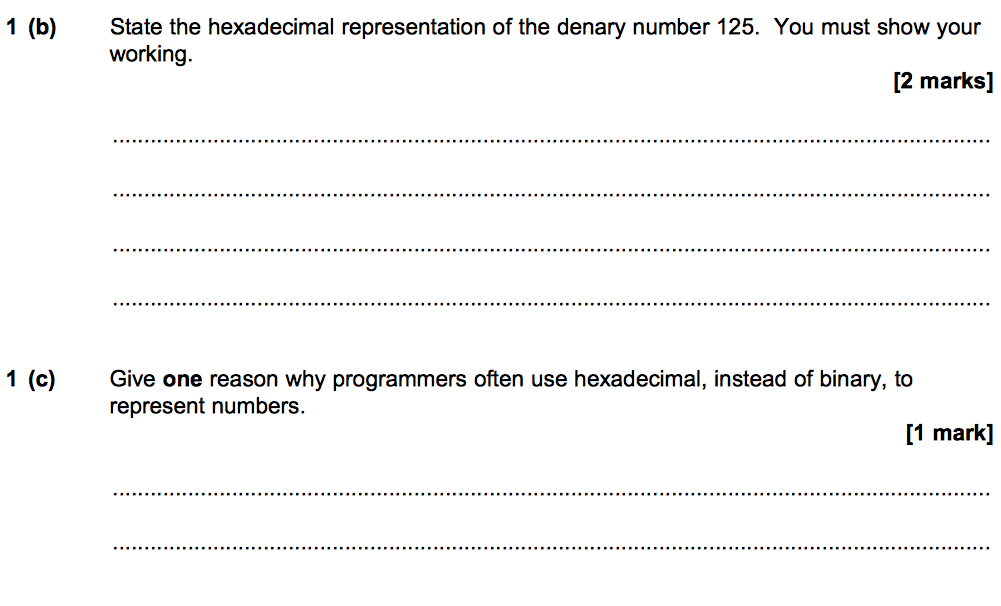 1 (b) State the hexadecimal representation of the denary number 125. You must show your
working.
[2 marks]
1 (c) Give one reason why programmers often use hexadecimal, instead of binary, to
represent numbers.
[1 mark]